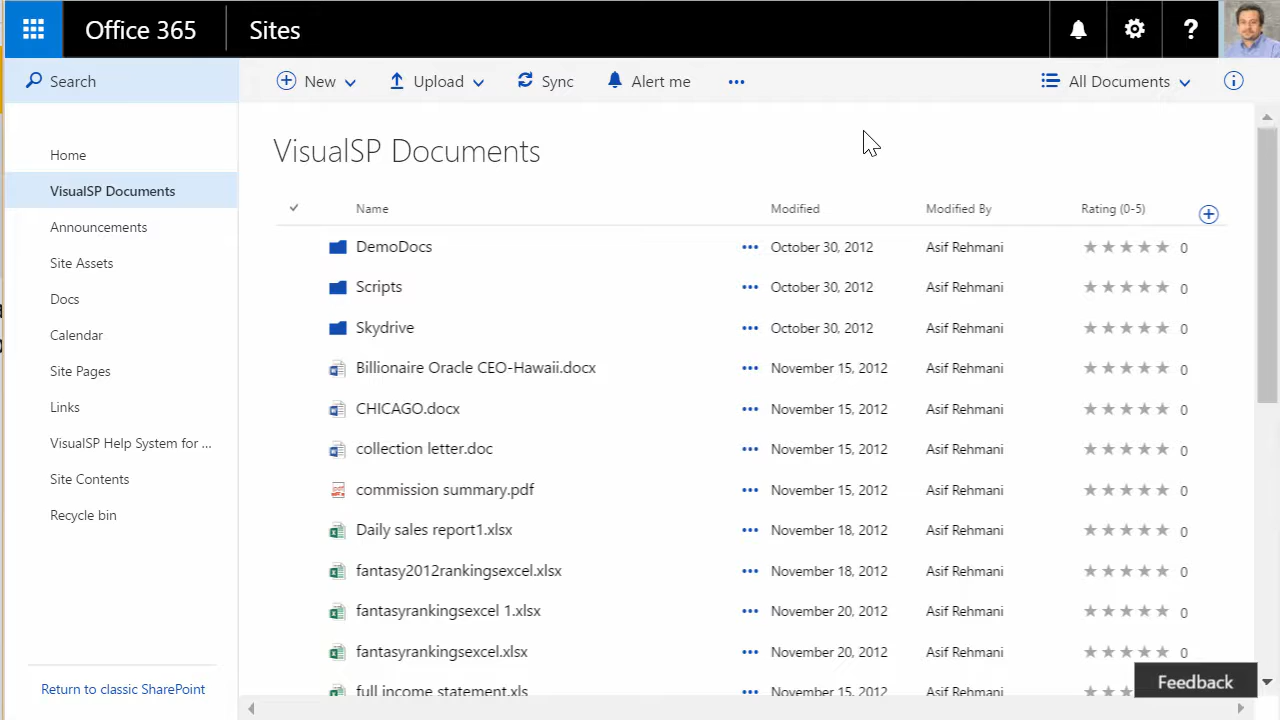 Office 365 Sites ?
Search New Upload Sync Alert me ... All Documents
Home
VisualSP Documents
Announcements
Site Assets
Docs
Calendar
Site Pages
Links
VisualSP Help System for ...
Site Contents
Recycle bin
Return to classic SharePoint
VisualSP Documents
Name Modified Modified By Rating (0-5)
DemoDocs ... October 30, 2012 Asif Rehmani 0
Scripts ... October 30, 2012 Asif Rehmani 0
Skydrive ... October 30, 2012 Asif Rehmani 0
Billionaire Oracle CEO-Hawaii.docx ... November 15, 2012 Asif Rehmani 0
CHICAGO.docx ... November 15, 2012 Asif Rehmani 0
collection letter.doc ... November 15, 2012 Asif Rehmani 0
commission summary.pdf ... November 15, 2012 Asif Rehmani 0
Daily sales report1.xlsx ... November 18, 2012 Asif Rehmani 0
fantasy2012rankingsexcel.xlsx ... November 18, 2012 Asif Rehmani 0
fantasyrankingsexcel 1.xlsx ... November 20, 2012 Asif Rehmani 0
fantasyrankingsexcel.xlsx ... November 20, 2012 Asif Rehmani 0
full income statement.xls ... November 15, 2012 Asif Rehmani
Feedback